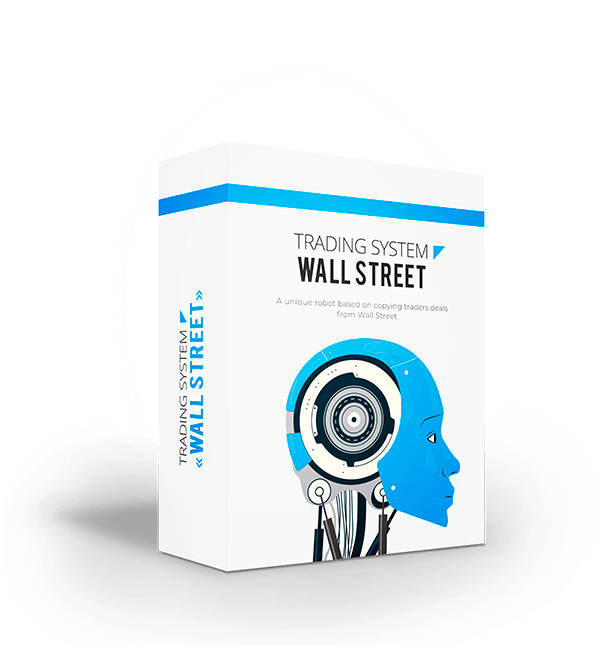 TRADING SYSTEM
WALL STREET
A unique robot based on copying traders deals
from Wall Street
TRADING SYSTEM
«WALL STREET»